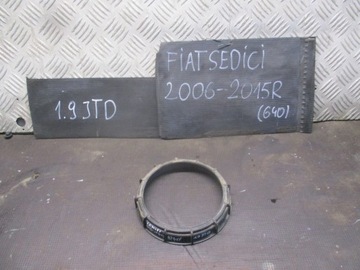 FIAT SEDICI
1.9 JTD
2006-2015R
(640)